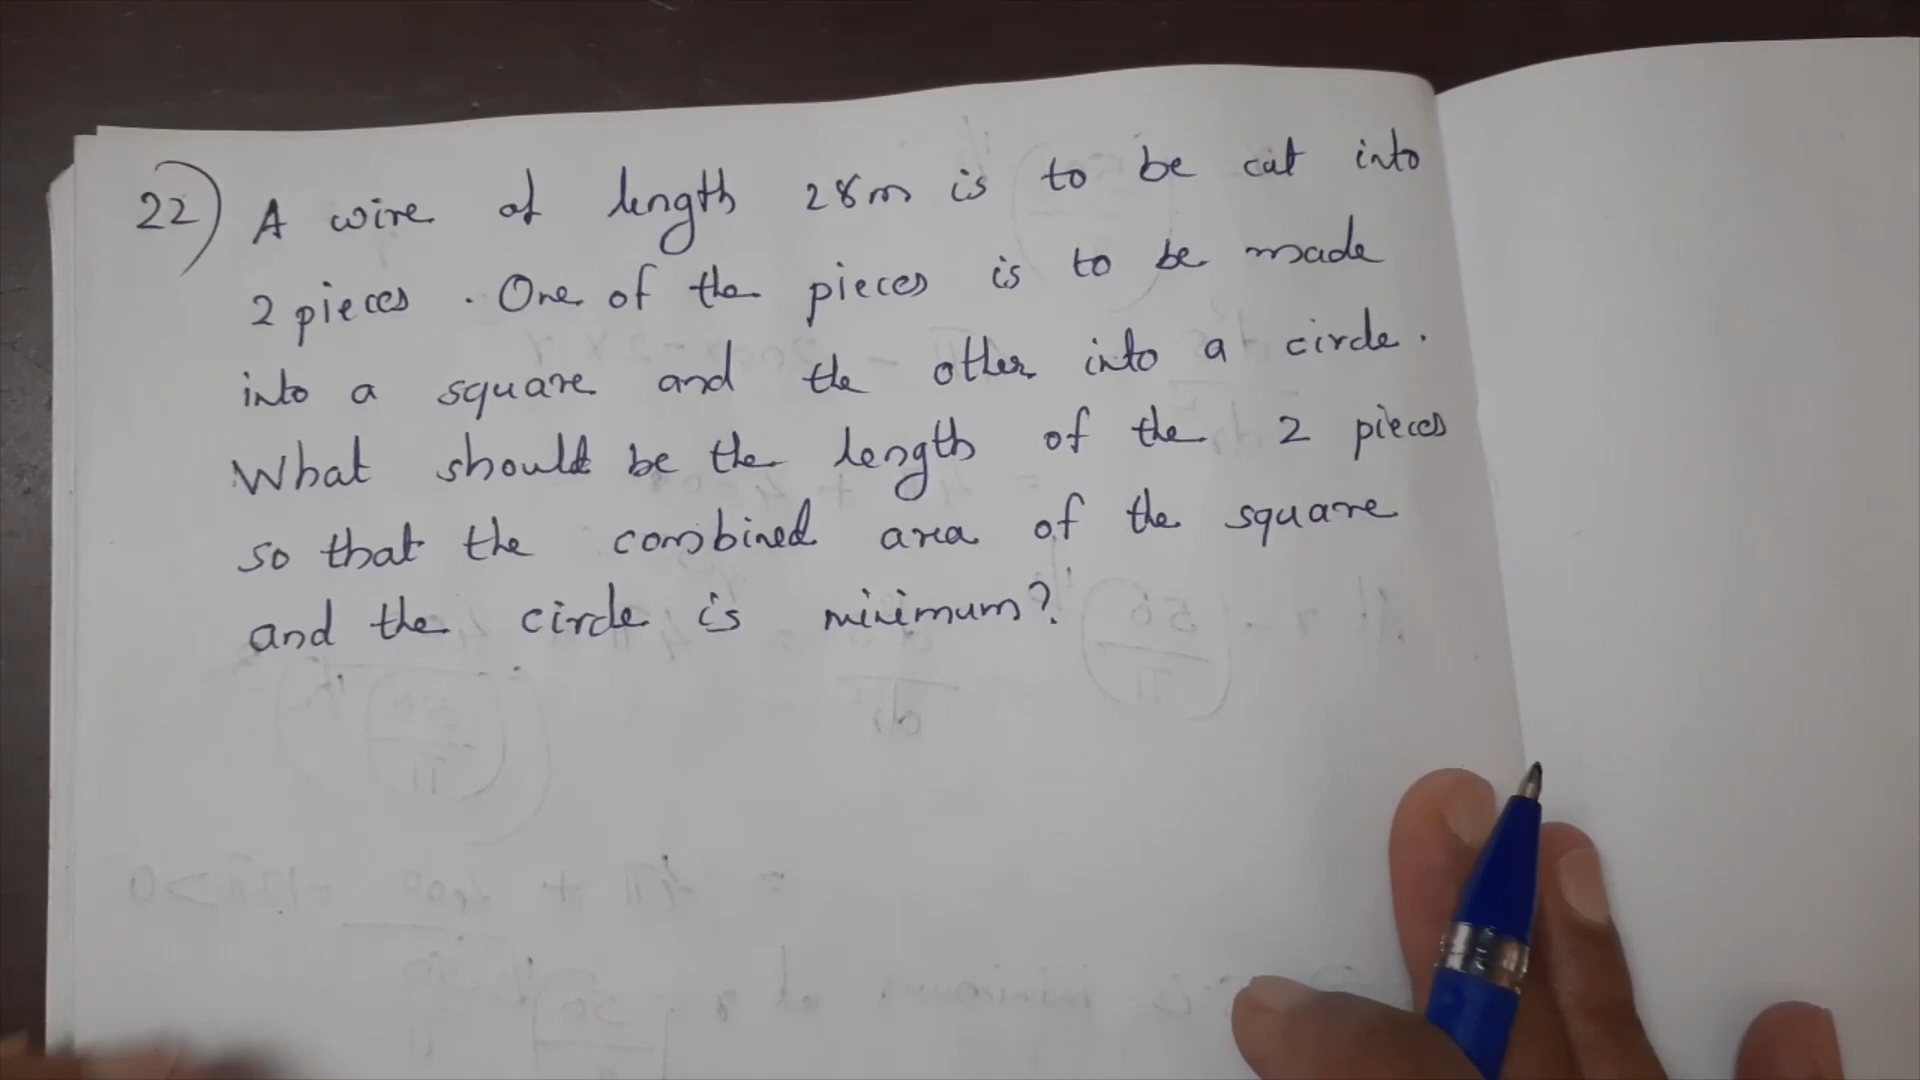 22) A wire of length 28m is to be cut into
2 pieces. One of the pieces is to be made
into a square and the other into a circle.
What should be the length of the 2 pieces
so that the combined area of the square
and the circle is minimum?